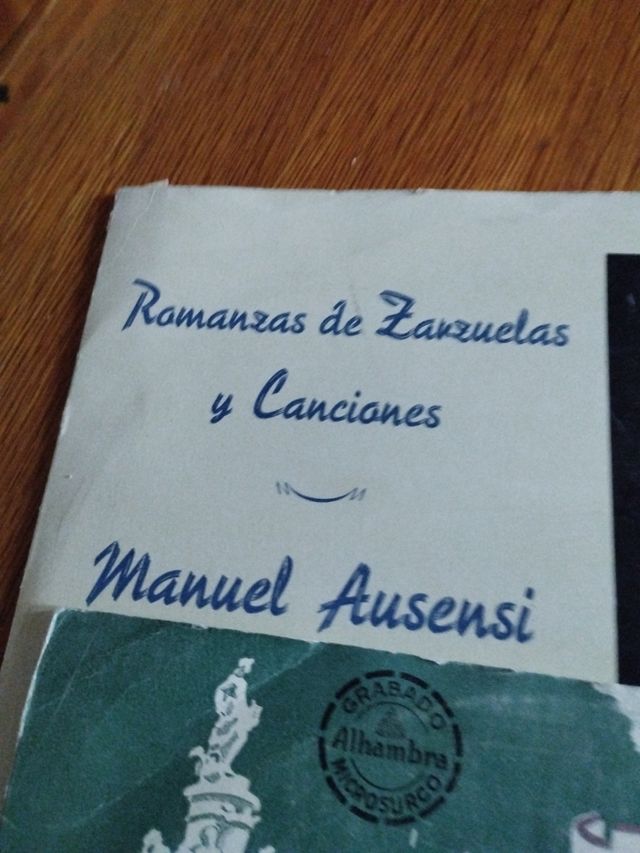 Romanzas de Zarzuelas
y Canciones
Manuel Ausensi
GRABADO
Alhambra
MICROSURCO